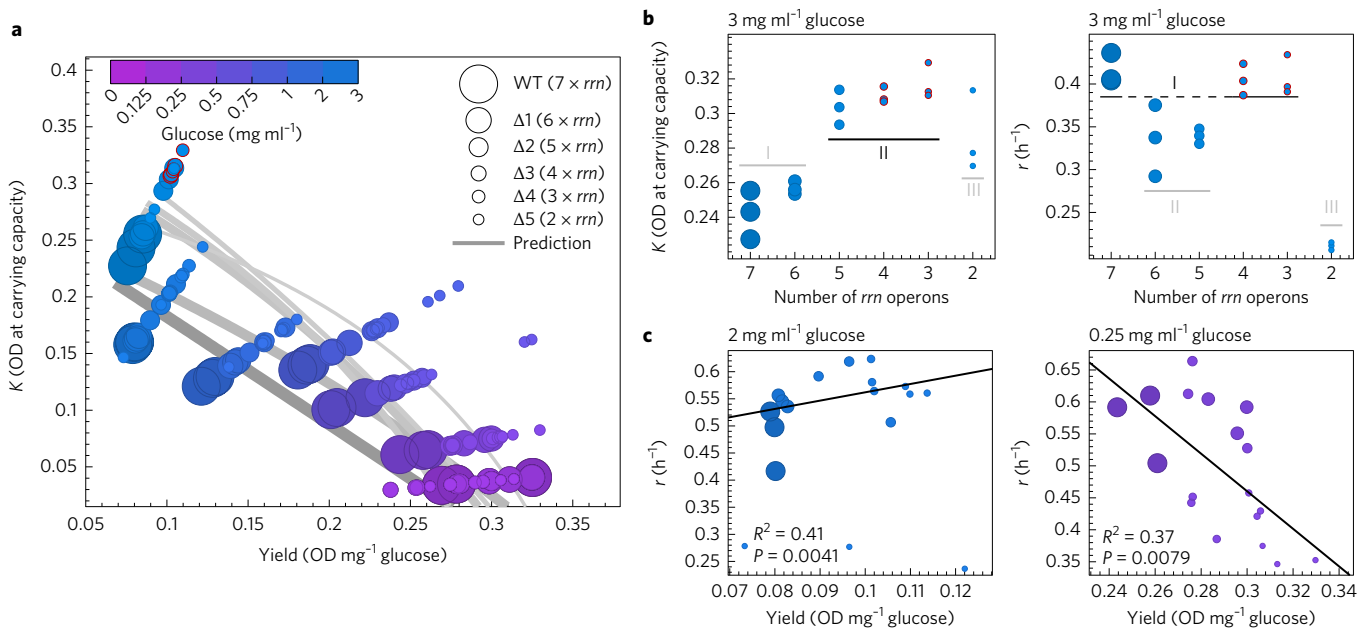 a
0.4
0.35
0.3
0.25
0.2
0.15
0.1
0.05
K (OD at carrying capacity)
0
0.125
0.25
0.5
0.75
1
2
3
Glucose (mg ml⁻¹)
WT (7 × rrn)
Δ1 (6 × rrn)
Δ2 (5 × rrn)
Δ3 (4 × rrn)
Δ4 (3 × rrn)
Δ5 (2 × rrn)
Prediction
0.05 0.1 0.15 0.2 0.25 0.3 0.35
Yield (OD mg⁻¹ glucose)
b
3 mg ml⁻¹ glucose
K (OD at carrying capacity)
0.32
0.28
0.26
0.24
I
II
III
7 6 5 4 3 2
Number of rrn operons
3 mg ml⁻¹ glucose
r (h⁻¹)
0.4
0.35
0.3
0.25
I
II
III
7 6 5 4 3 2
Number of rrn operons
c
2 mg ml⁻¹ glucose
r (h⁻¹)
0.6
0.55
0.5
0.45
0.4
0.35
0.3
0.25
R² = 0.41
P = 0.0041
0.07 0.08 0.09 0.1 0.11 0.12
Yield (OD mg⁻¹ glucose)
0.25 mg ml⁻¹ glucose
r (h⁻¹)
0.65
0.6
0.55
0.5
0.45
0.4
0.35
R² = 0.37
P = 0.0079
0.24 0.26 0.28 0.3 0.32 0.34
Yield (OD mg⁻¹ glucose)